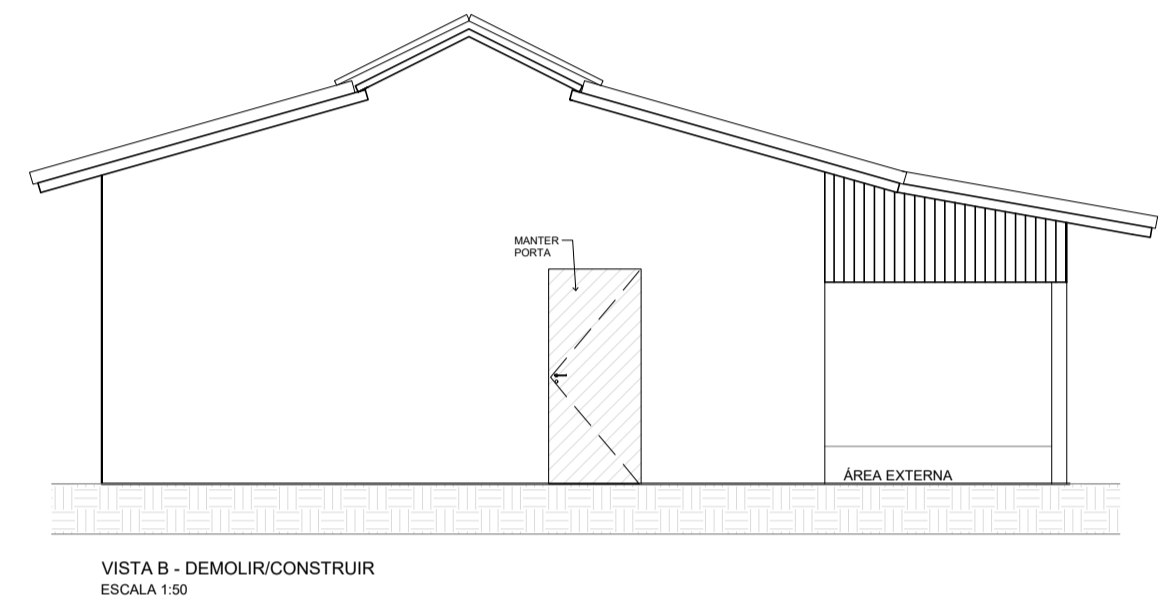 MANTER
PORTA
ÁREA EXTERNA
VISTA B - DEMOLIR/CONSTRUIR
ESCALA 1:50